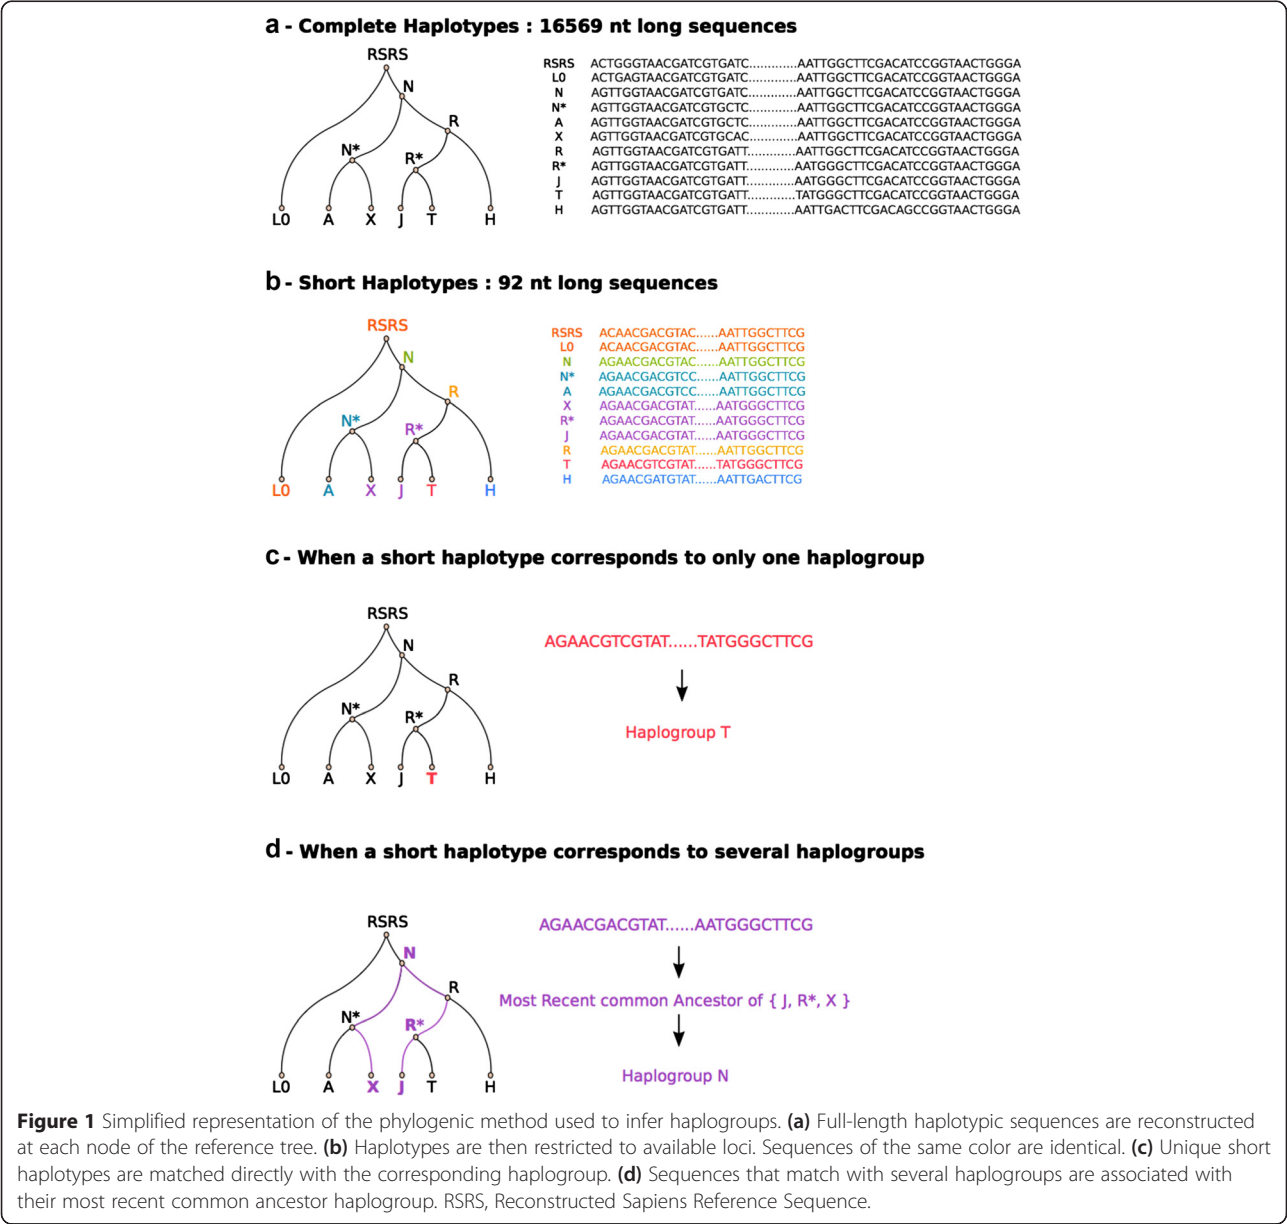 a - Complete Haplotypes : 16569 nt long sequences
RSRS
N
R
N*
R*
L0 A X J T H
RSRS ACTGGGTAACGATCGTGATC............AATTGGCTTCGACATCCGGTAACTGGGA
L0 ACTGAGTAACGATCGTGATC............AATTGGCTTCGACATCCGGTAACTGGGA
N AGTTGGTAACGATCGTGATC............AATTGGCTTCGACATCCGGTAACTGGGA
N* AGTTGGTAACGATCGTGCTC............AATTGGCTTCGACATCCGGTAACTGGGA
A AGTTGGTAACGATCGTGCTC............AATTGGCTTCGACATCCGGTAACTGGGA
X AGTTGGTAACGATCGTGCAC............AATTGGCTTCGACATCCGGTAACTGGGA
R AGTTGGTAACGATCGTGATT............AATTGGCTTCGACATCCGGTAACTGGGA
R* AGTTGGTAACGATCGTGATT............AATGGGCTTCGACATCCGGTAACTGGGA
J AGTTGGTAACGATCGTGATT............AATGGGCTTCGACATCCGGTAACTGGGA
T AGTTGGTAACGATCGTGATT............TATGGGCTTCGACATCCGGTAACTGGGA
H AGTTGGTAACGATCGTGATT............AATTGACTTCGACAGCCGGTAACTGGGA
b - Short Haplotypes : 92 nt long sequences
RSRS
N
R
N*
R*
L0 A X J T H
RSRS ACAACGACGTAC......AATTGGCTTCG
L0 ACAACGACGTAC......AATTGGCTTCG
N AGAACGACGTAC......AATTGGCTTCG
N* AGAACGACGTCC......AATTGGCTTCG
A AGAACGACGTCC......AATTGGCTTCG
X AGAACGACGTAT......AATGGGCTTCG
R* AGAACGACGTAT......AATGGGCTTCG
J AGAACGACGTAT......AATGGGCTTCG
R AGAACGACGTAT......AATTGGCTTCG
T AGAACGTCGTAT......TATGGGCTTCG
H AGAACGATGTAT......AATTGACTTCG
c - When a short haplotype corresponds to only one haplogroup
RSRS
N
R
N*
R*
L0 A X J T H
AGAACGTCGTAT......TATGGGCTTCG
Haplogroup T
d - When a short haplotype corresponds to several haplogroups
RSRS
N
R
N*
R*
L0 A X J T H
AGAACGACGTAT......AATGGGCTTCG
Most Recent common Ancestor of { J, R*, X }
Haplogroup N
Figure 1 Simplified representation of the phylogenic method used to infer haplogroups. (a) Full-length haplotypic sequences are reconstructed
at each node of the reference tree. (b) Haplotypes are then restricted to available loci. Sequences of the same color are identical. (c) Unique short
haplotypes are matched directly with the corresponding haplogroup. (d) Sequences that match with several haplogroups are associated with
their most recent common ancestor haplogroup. RSRS, Reconstructed Sapiens Reference Sequence.